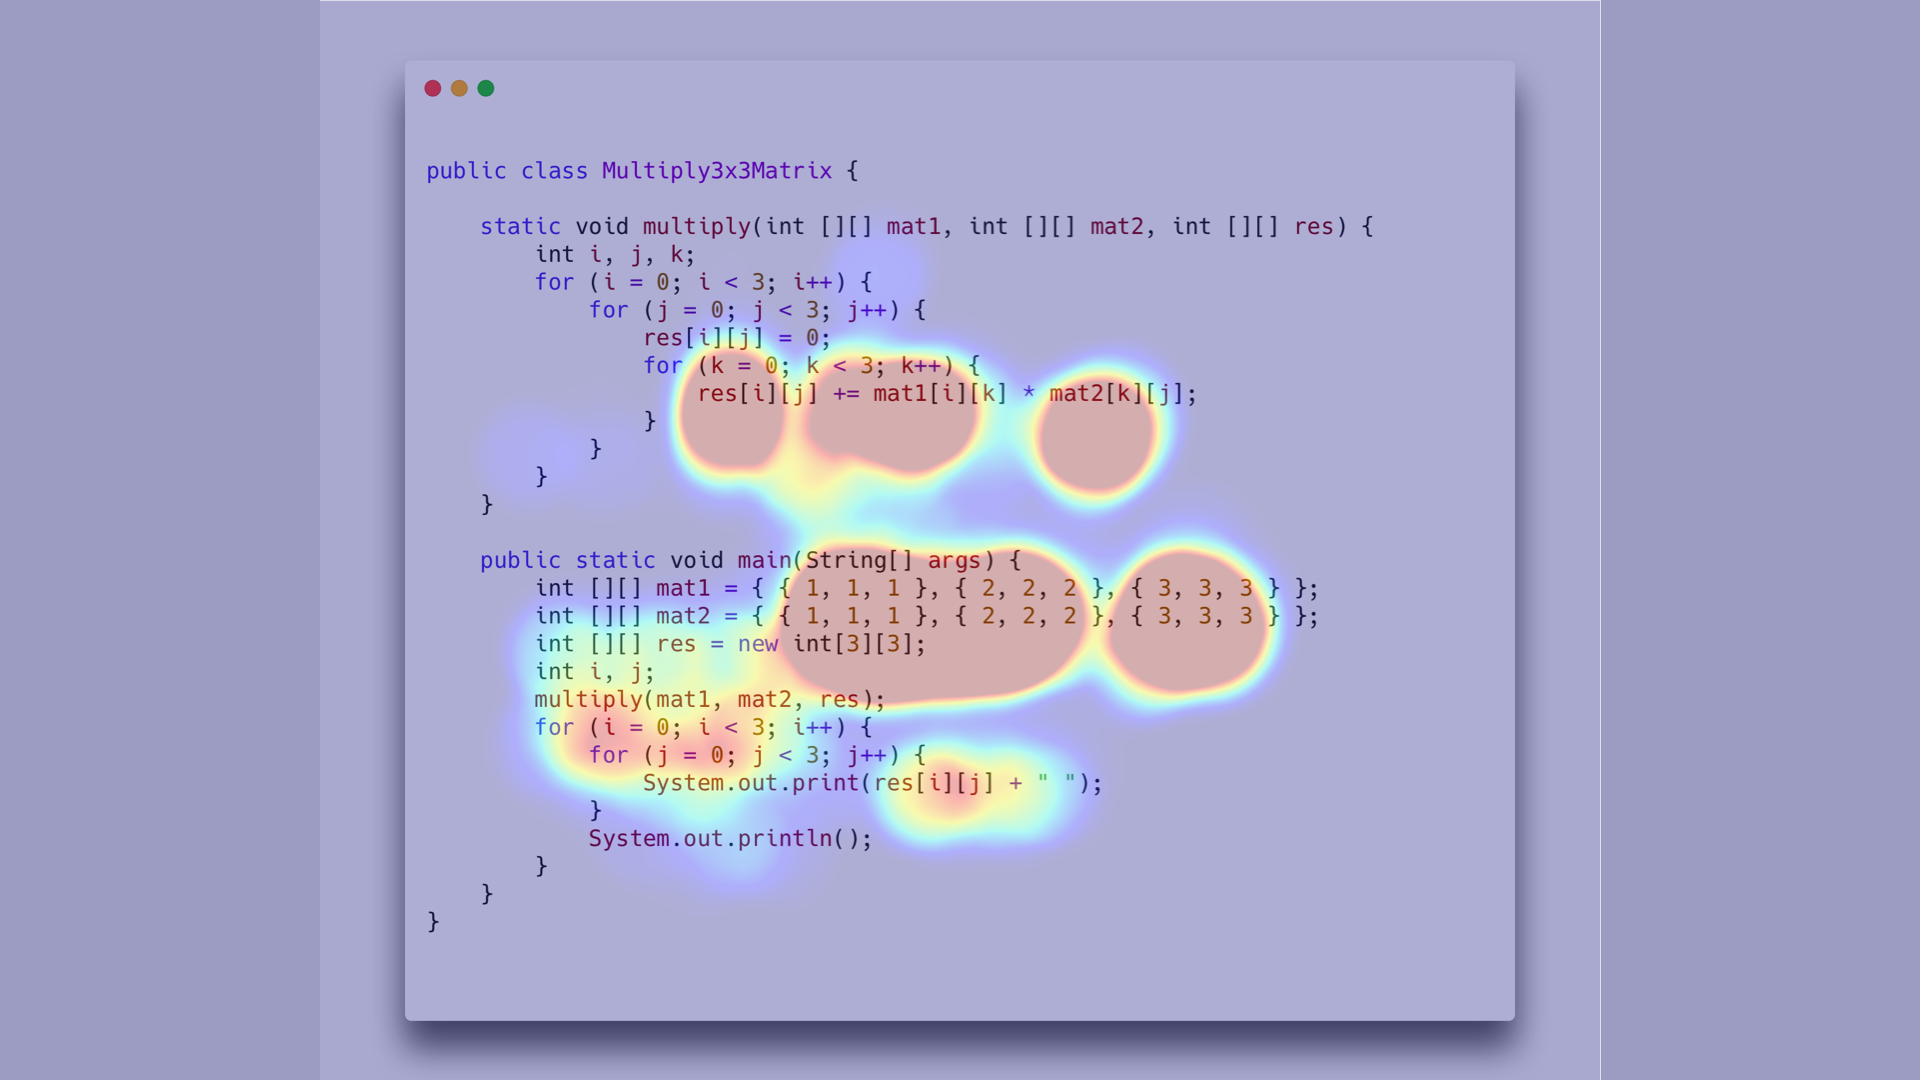 public class Multiply3x3Matrix {
static void multiply(int [][] mat1, int [][] mat2, int [][] res) {
int i, j, k;
for (i = 0; i < 3; i++) {
for (j = 0; j < 3; j++) {
res[i][j] = 0;
for (k = 0; k < 3; k++) {
res[i][j] += mat1[i][k] * mat2[k][j];
}
}
}
}
public static void main(String[] args) {
int [][] mat1 = { { 1, 1, 1 }, { 2, 2, 2 }, { 3, 3, 3 } };
int [][] mat2 = { { 1, 1, 1 }, { 2, 2, 2 }, { 3, 3, 3 } };
int [][] res = new int[3][3];
int i, j;
multiply(mat1, mat2, res);
for (i = 0; i < 3; i++) {
for (j = 0; j < 3; j++) {
System.out.print(res[i][j] + " ");
}
System.out.println();
}
}
}